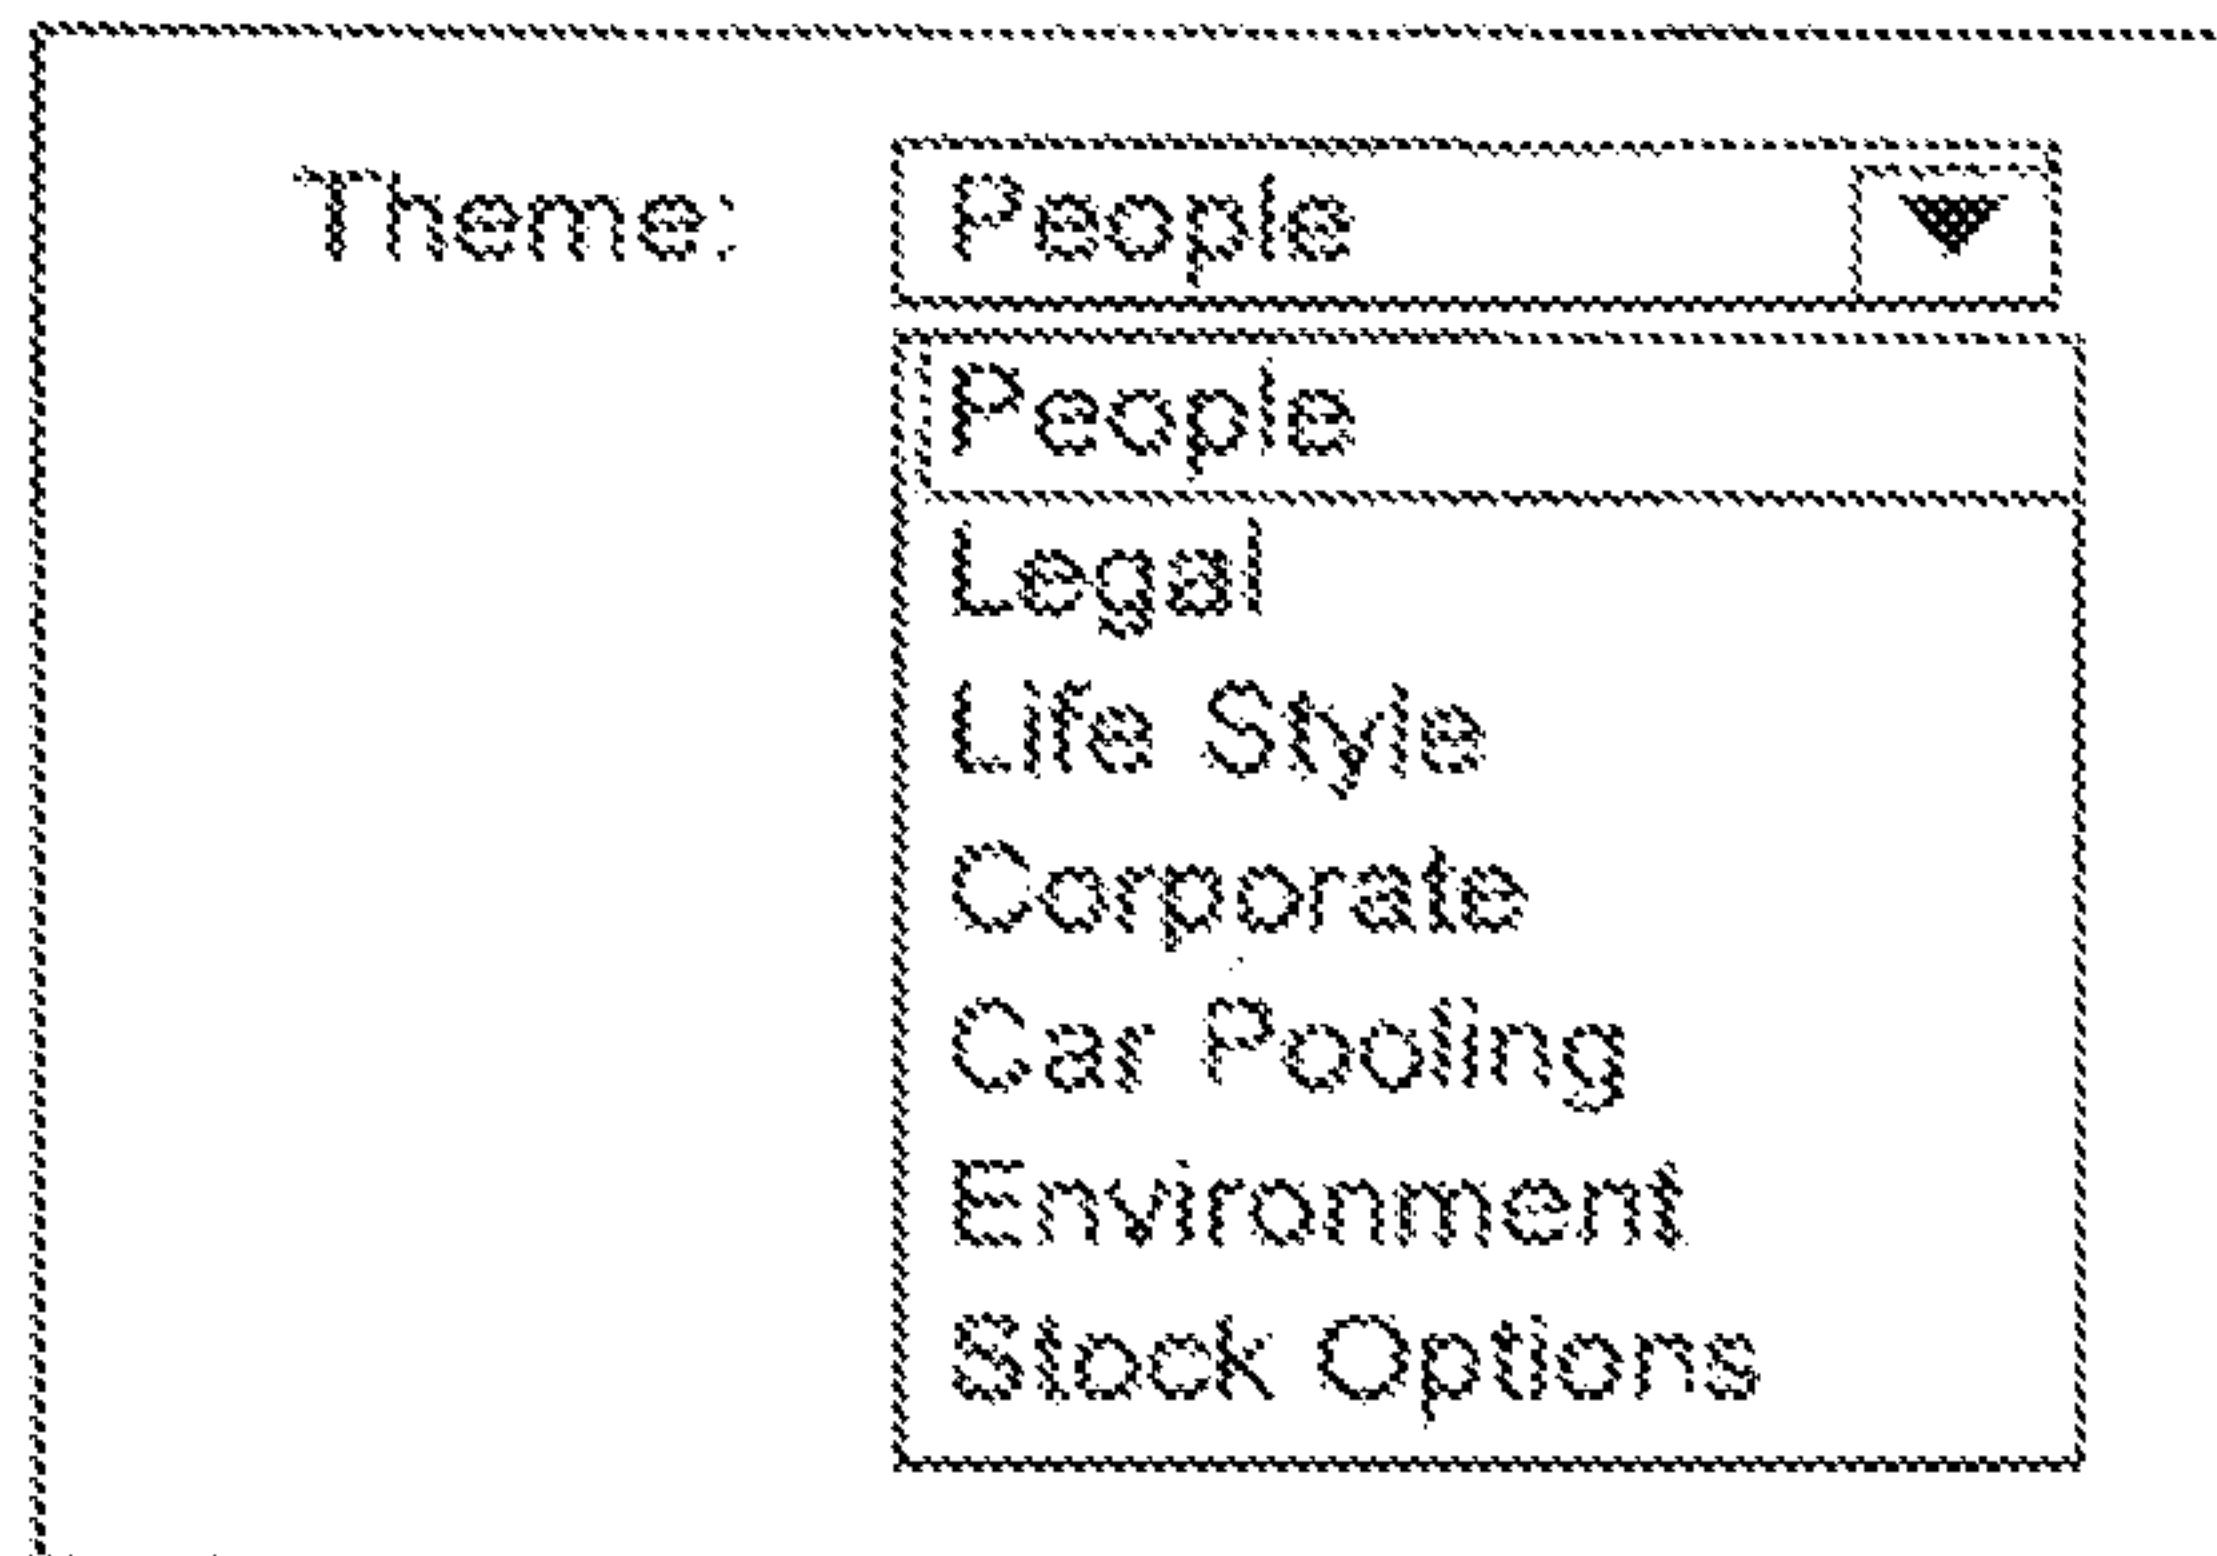 Theme: People
People
Legal
Life Style
Corporate
Car Pooling
Environment
Stock Options